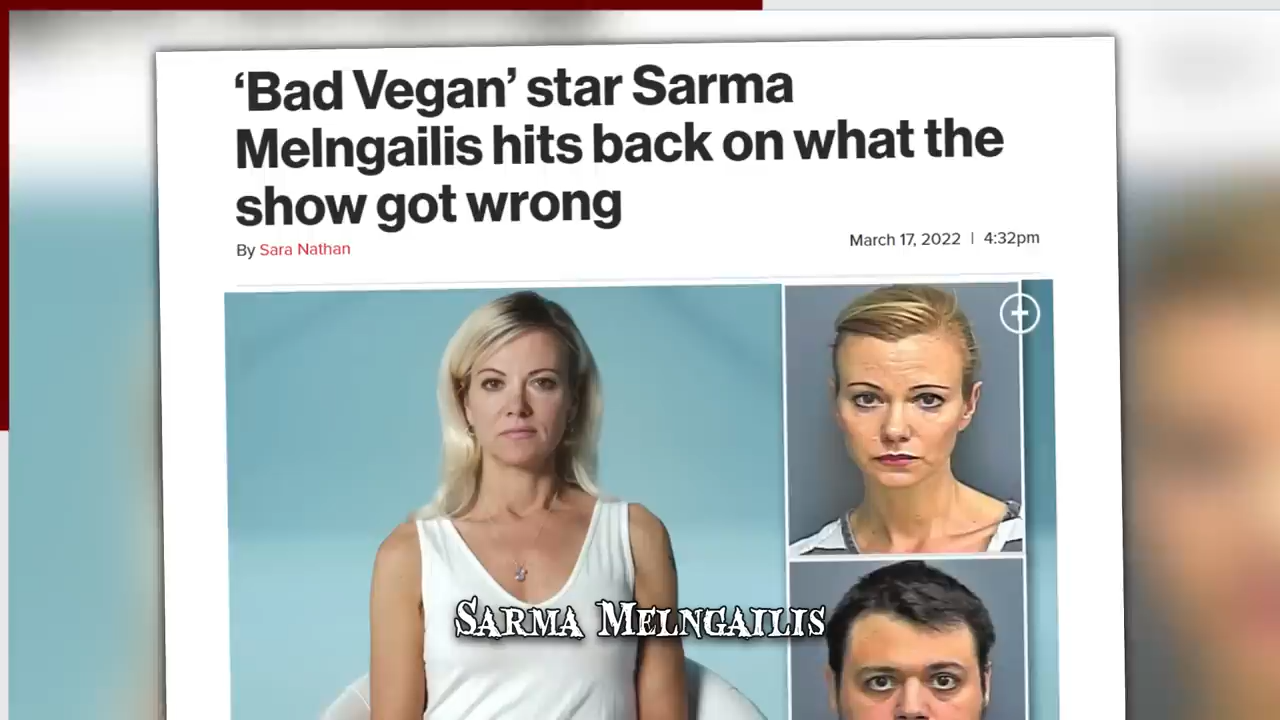 ‘Bad Vegan’ star Sarma
Melngailis hits back on what the
show got wrong
By Sara Nathan
March 17, 2022 | 4:32pm
SARMA MELNGAILIS